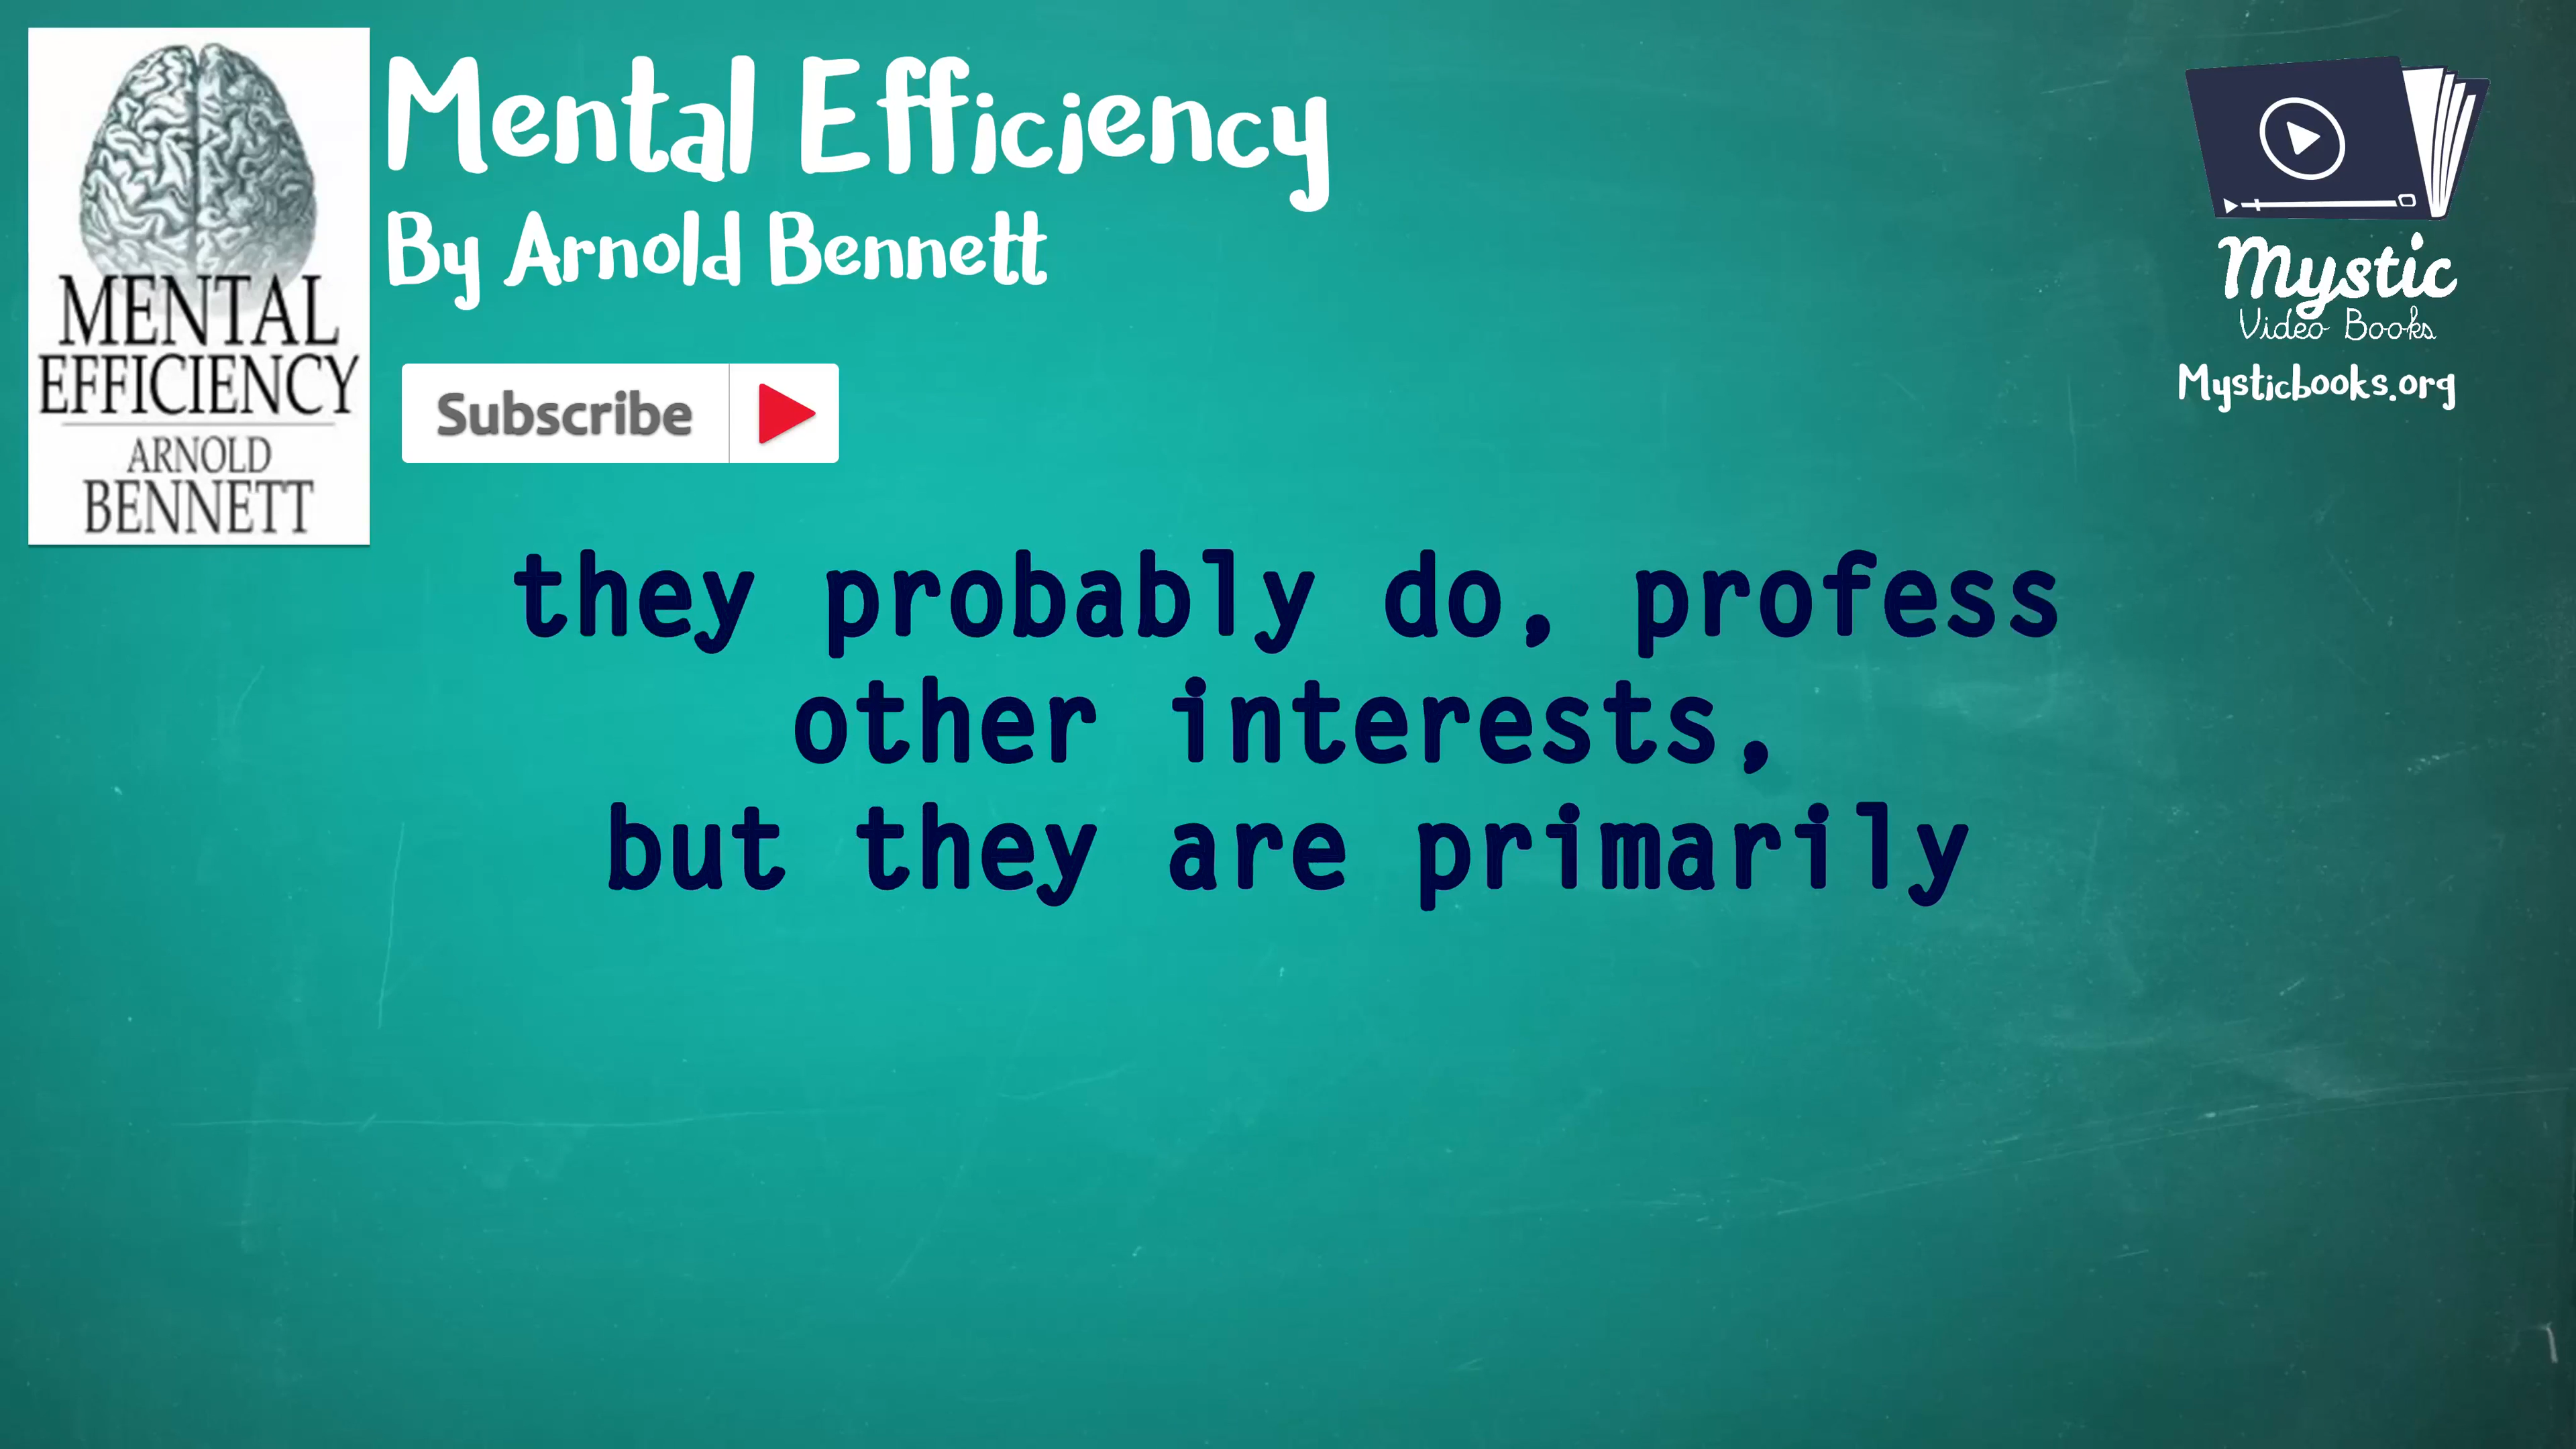 Mental Efficiency
By Arnold Bennett
MENTAL
EFFICIENCY
ARNOLD
BENNETT
Subscribe
Mystic
Video Books
Mysticbooks.org
they probably do, profess
other interests,
but they are primarily